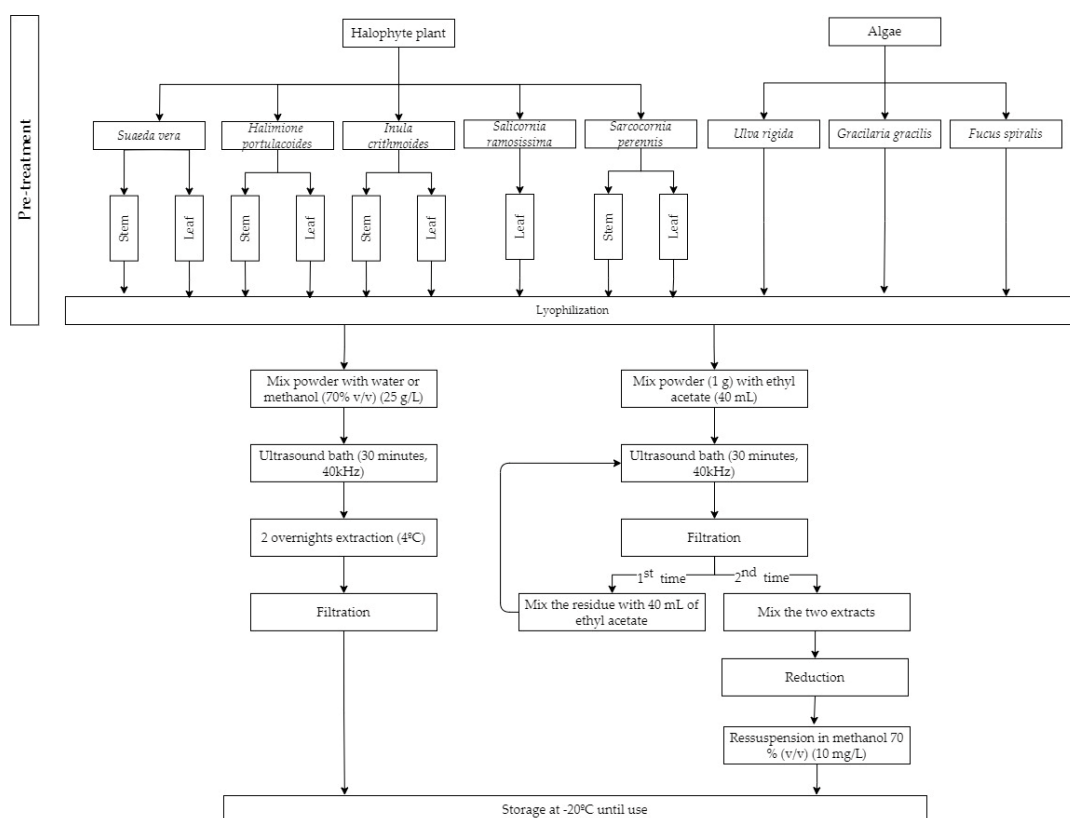 Pre-treatment
Halophyte plant
Algae
Suaeda vera
Halimione
portulacoides
Inula
crithmoides
Salicornia
ramosissima
Sarcocornia
perennis
Ulva rigida
Gracilaria gracilis
Fucus spiralis
Stem
Leaf
Stem
Leaf
Stem
Leaf
Leaf
Stem
Leaf
Lyophilization
Mix powder with water or
methanol (70% v/v) (25 g/L)
Ultrasound bath (30 minutes,
40kHz)
2 overnights extraction (4ºC)
Filtration
Mix powder (1 g) with ethyl
acetate (40 mL)
Ultrasound bath (30 minutes,
40kHz)
Filtration
1st time
2nd time
Mix the residue with 40 mL of
ethyl acetate
Mix the two extracts
Reduction
Ressuspension in methanol 70
% (v/v) (10 mg/L)
Storage at -20ºC until use